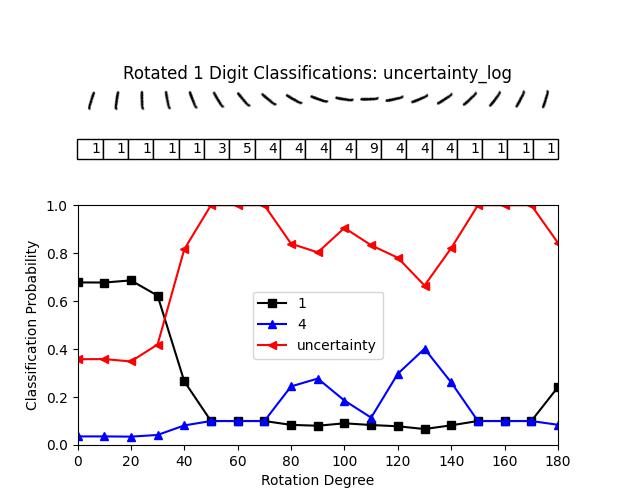 Rotated 1 Digit Classifications: uncertainty_log
1 1 1 1 1 3 5 4 4 4 4 9 4 4 4 1 1 1 1
1.0
0.8
0.6
0.4
0.2
0.0
Classification Probability
1
4
uncertainty
0 20 40 60 80 100 120 140 160 180
Rotation Degree